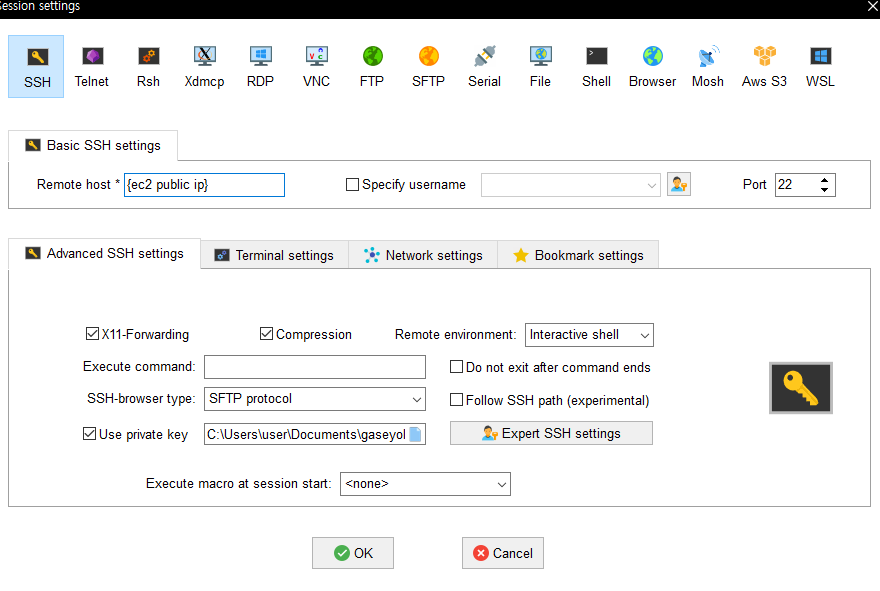 Session settings
SSH Telnet Rsh Xdmcp RDP VNC FTP SFTP Serial File Shell Browser Mosh Aws S3 WSL
Basic SSH settings
Remote host * {ec2 public ip} Specify username Port 22
Advanced SSH settings Terminal settings Network settings Bookmark settings
X11-Forwarding Compression Remote environment: Interactive shell
Execute command: Do not exit after command ends
SSH-browser type: SFTP protocol Follow SSH path (experimental)
Use private key C:\Users\user\Documents\gaseyol Expert SSH settings
Execute macro at session start: <none>
OK Cancel